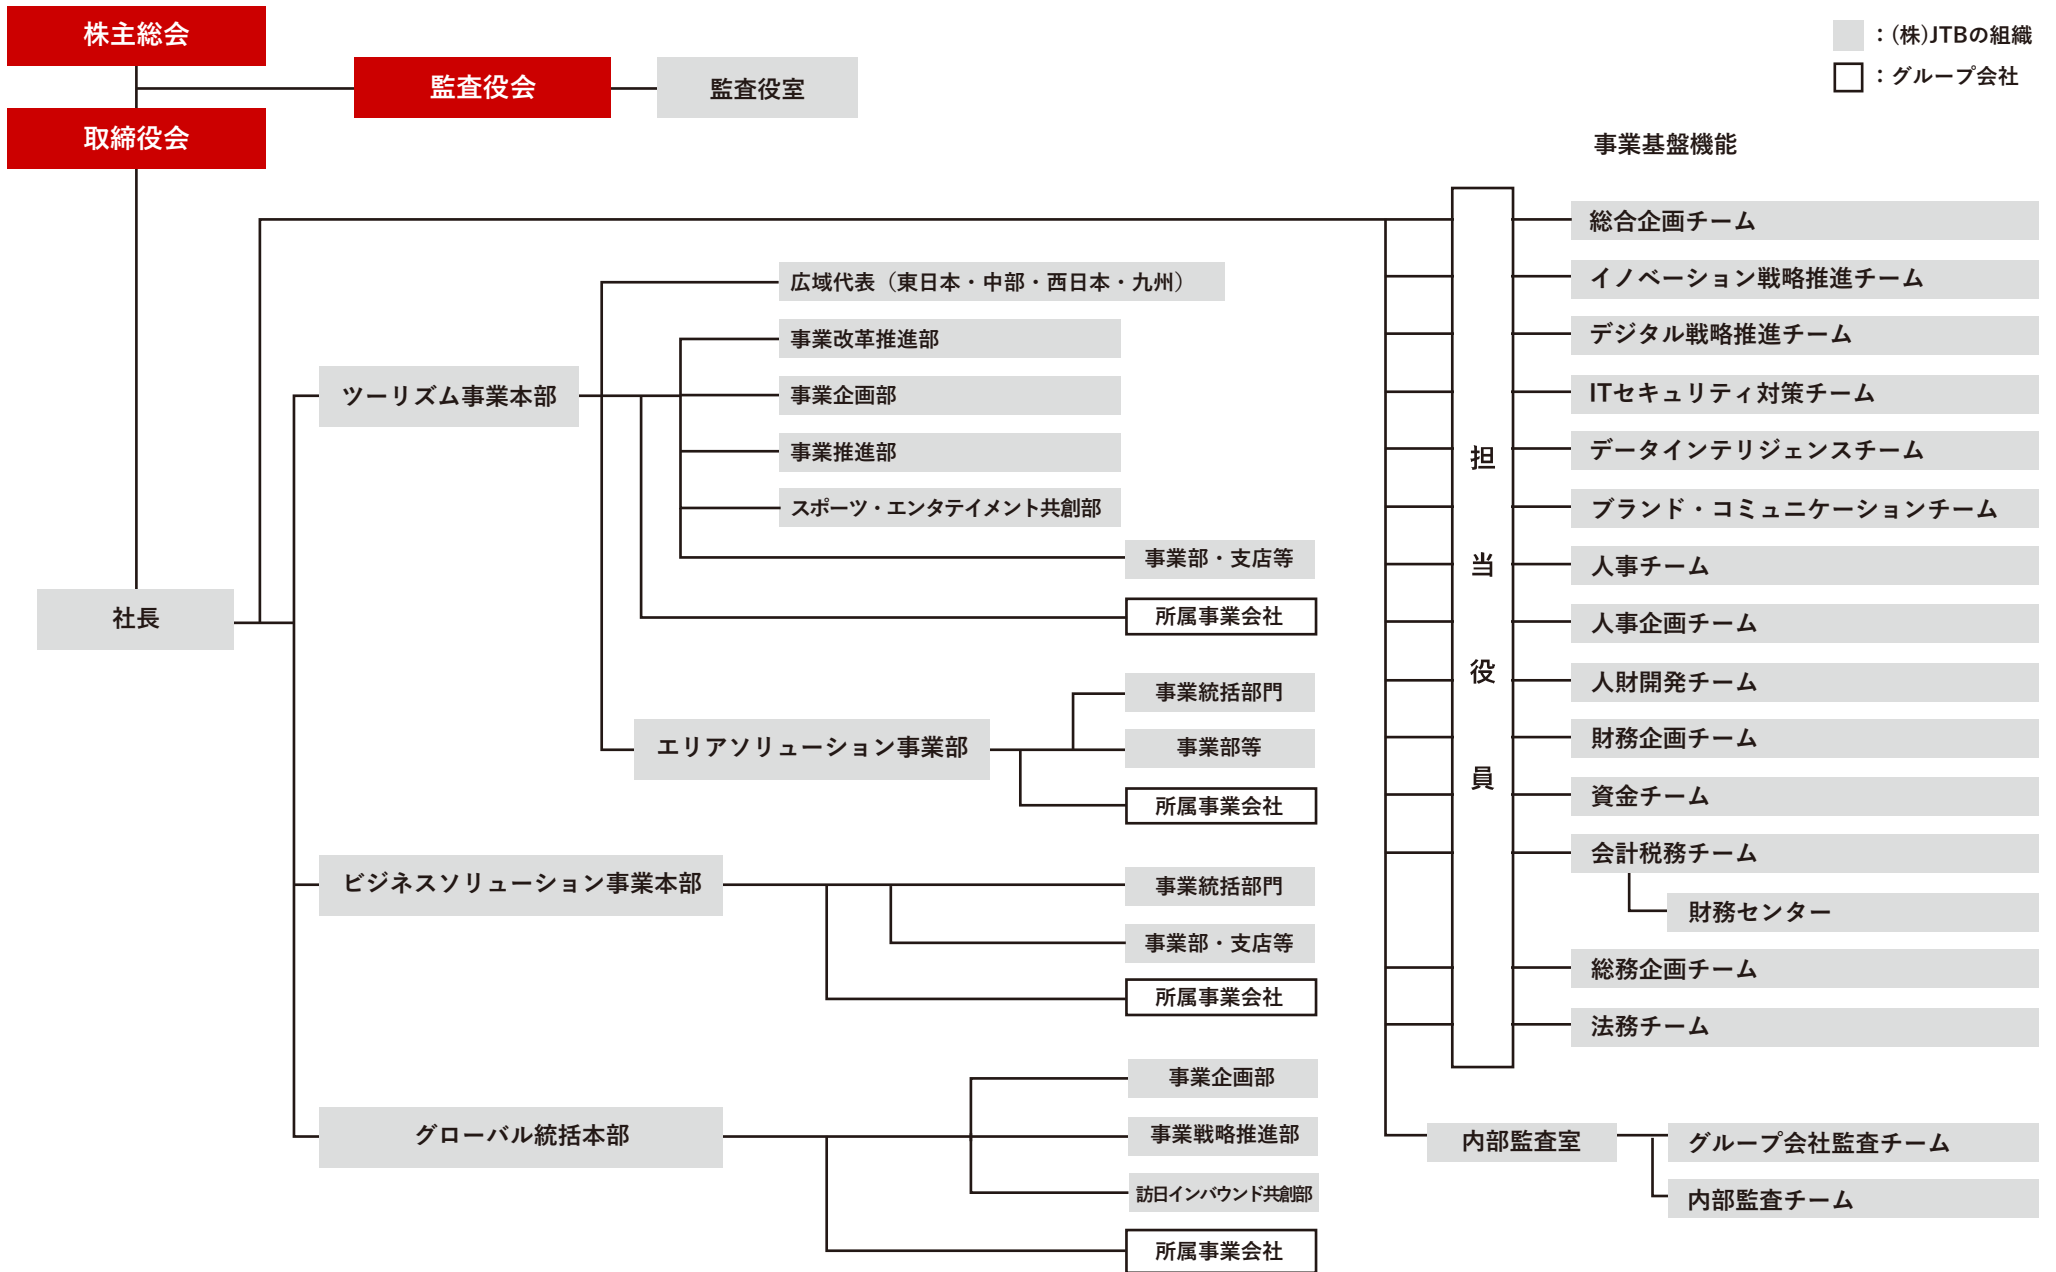 株主総会
監査役会
監査役室
取締役会
：(株)JTBの組織
：グループ会社
社長
ツーリズム事業本部
広域代表（東日本・中部・西日本・九州）
事業改革推進部
事業企画部
事業推進部
スポーツ・エンタテイメント共創部
事業部・支店等
所属事業会社
エリアソリューション事業部
事業統括部門
事業部等
所属事業会社
ビジネスソリューション事業本部
事業統括部門
事業部・支店等
所属事業会社
グローバル統括本部
事業企画部
事業戦略推進部
訪日インバウンド共創部
所属事業会社
担当役員
事業基盤機能
総合企画チーム
イノベーション戦略推進チーム
デジタル戦略推進チーム
ITセキュリティ対策チーム
データインテリジェンスチーム
ブランド・コミュニケーションチーム
人事チーム
人事企画チーム
人財開発チーム
財務企画チーム
資金チーム
会計税務チーム
財務センター
総務企画チーム
法務チーム
内部監査室
グループ会社監査チーム
内部監査チーム